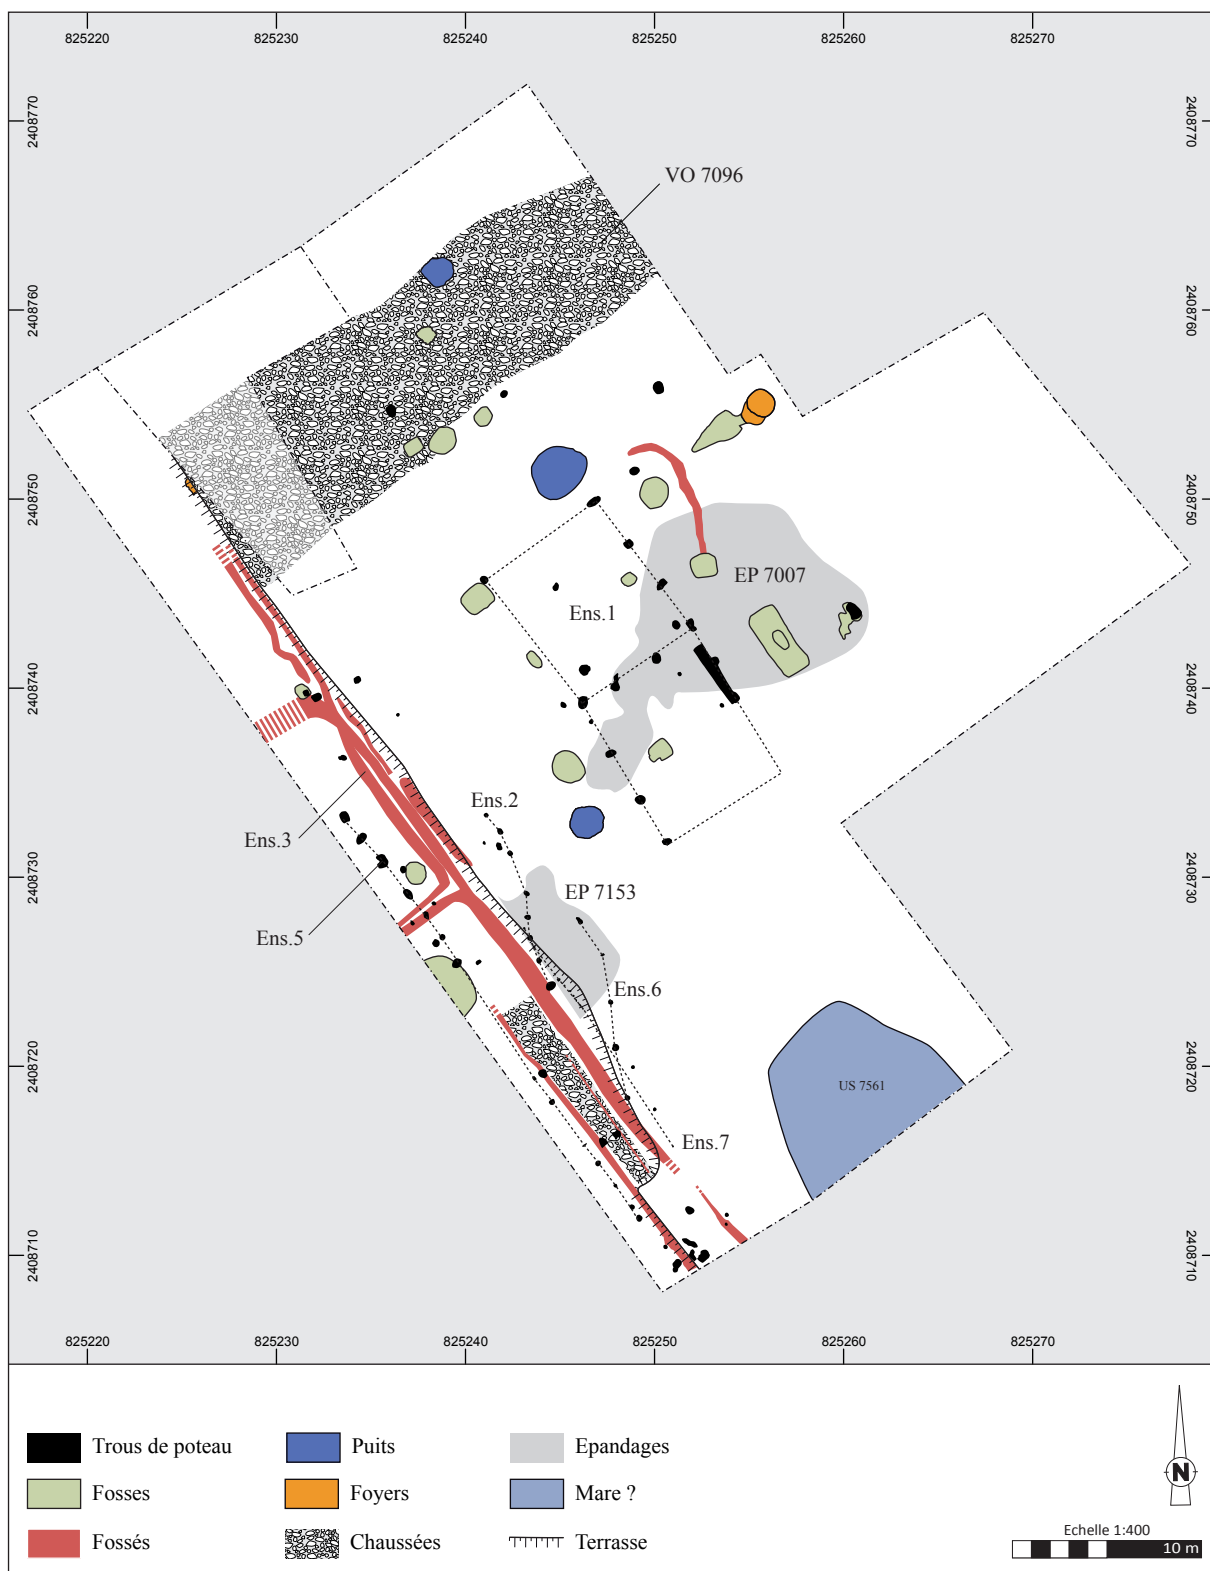 825220 825230 825240 825250 825260 825270
2408770 2408770
VO 7096
2408760 2408760
2408750 2408750
EP 7007
Ens.1
2408740 2408740
Ens.2
Ens.3
2408730 2408730
EP 7153
Ens.5
Ens.6
2408720 2408720
US 7561
Ens.7
2408710 2408710
825220 825230 825240 825250 825260 825270
Trous de poteau Puits Epandages
Fosses Foyers Mare ?
Fossés Chaussées Terrasse
N
Echelle 1:400
10 m